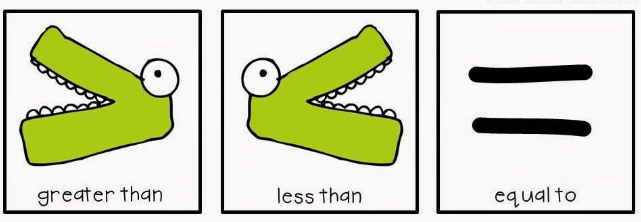 greater than
less than
equal to